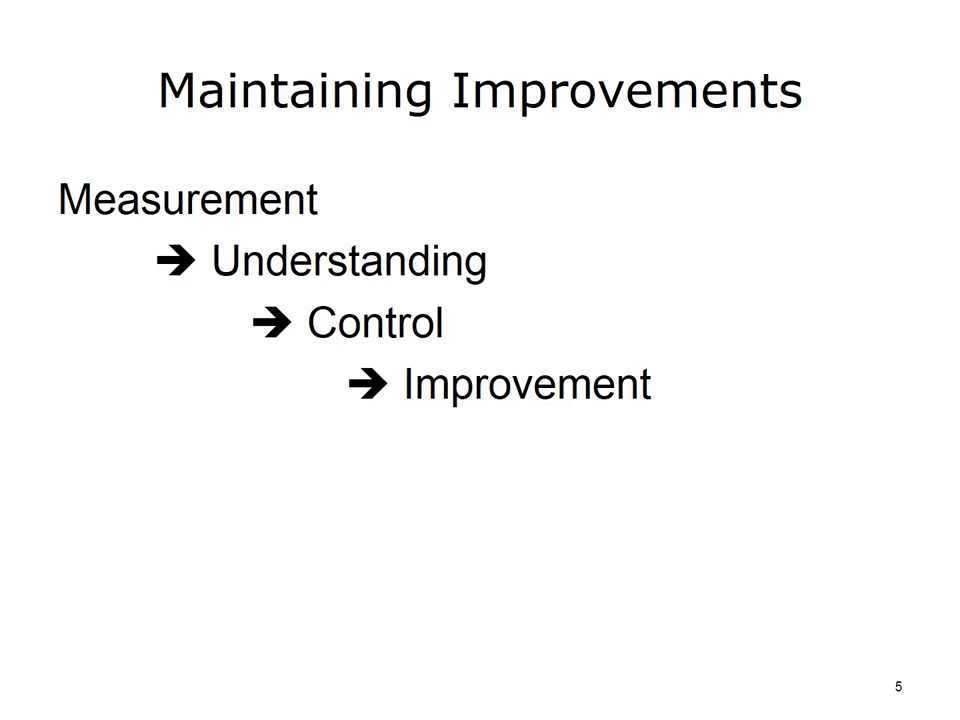 Maintaining Improvements
Measurement
➔ Understanding
➔ Control
➔ Improvement
5